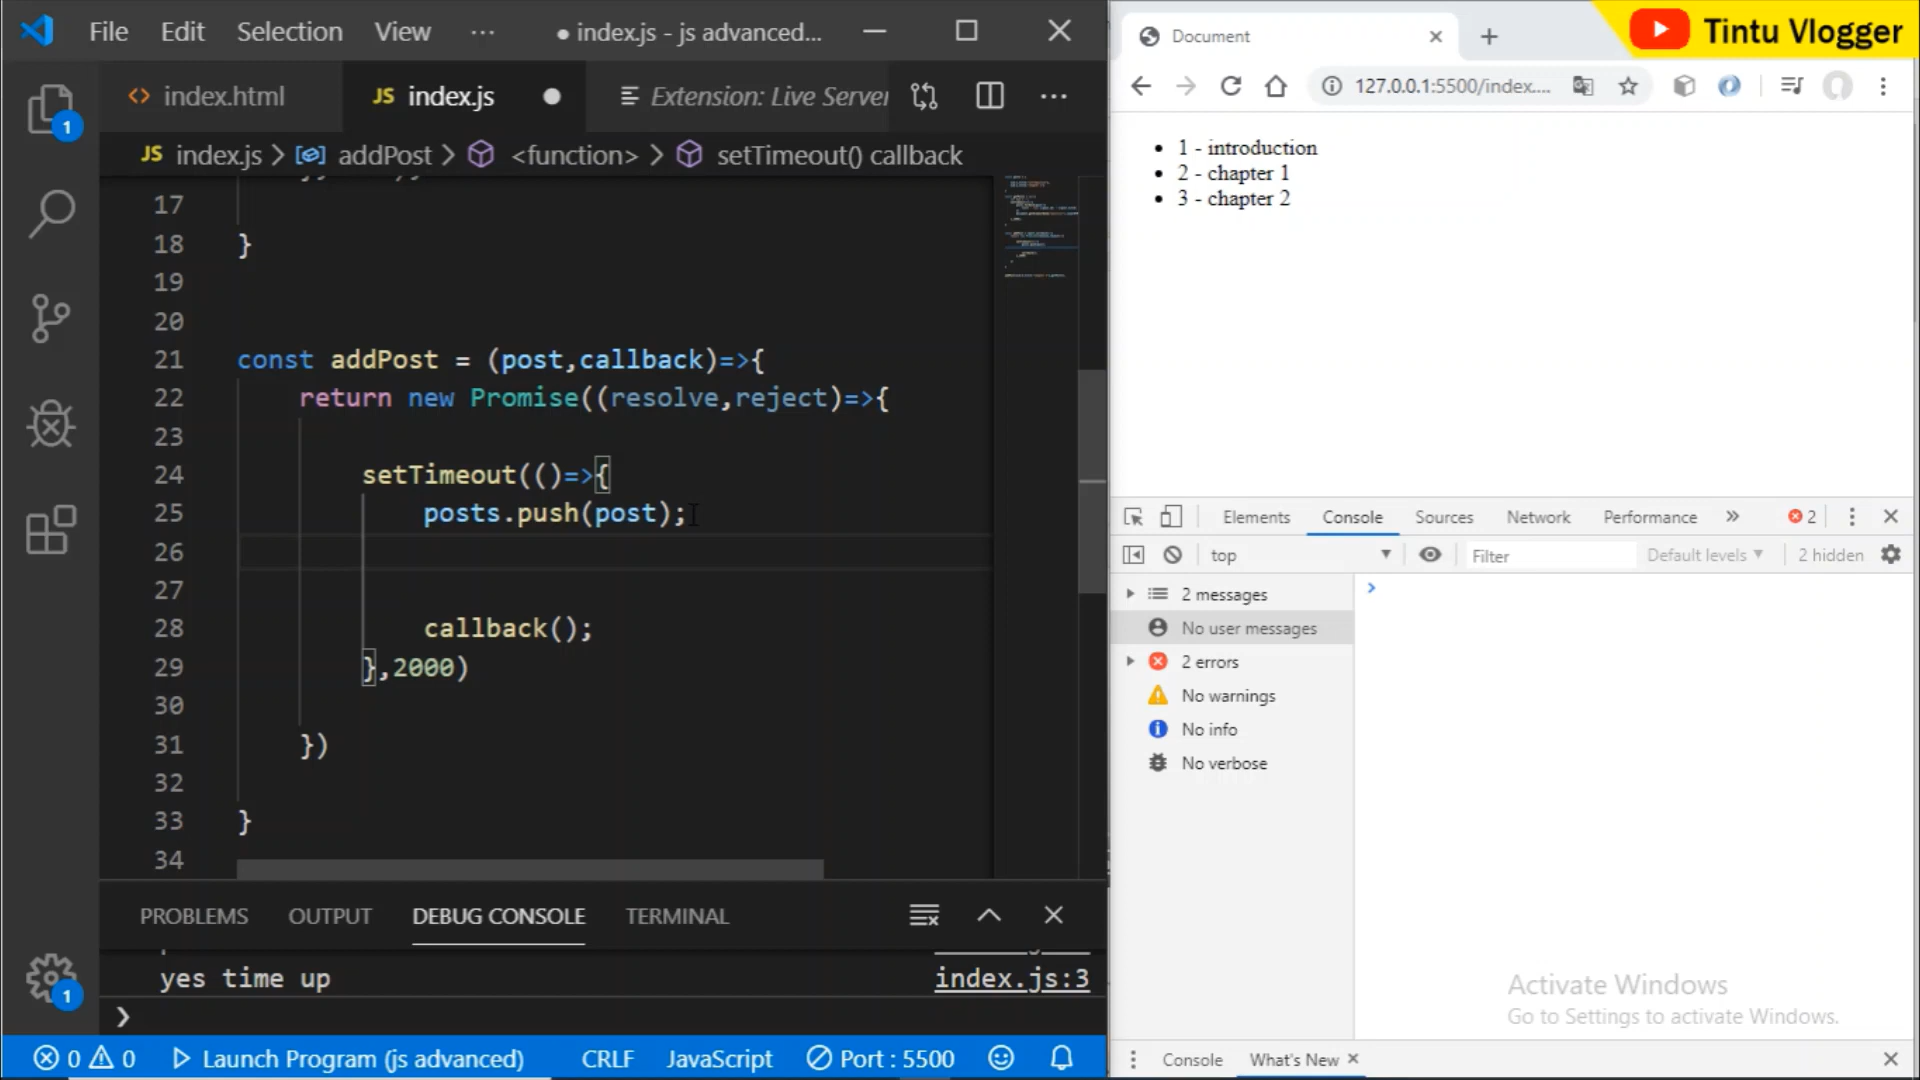 File Edit Selection View ··· ● index.js - js advanced...
index.html JS index.js Extension: Live Server
JS index.js > addPost > <function> > setTimeout() callback
17
18 }
19
20
21 const addPost = (post,callback)=>{
22 return new Promise((resolve,reject)=>{
23
24 setTimeout(()=>{
25 posts.push(post);
26
27
28 callback();
29 },2000)
30
31 })
32
33 }
34
PROBLEMS OUTPUT DEBUG CONSOLE TERMINAL
yes time up index.js:3
0 0 Launch Program (js advanced) CRLF JavaScript Port : 5500
1
1
Document
Tintu Vlogger
127.0.0.1:5500/index....
1 - introduction
2 - chapter 1
3 - chapter 2
Elements Console Sources Network Performance » 2
top Filter Default levels 2 hidden
2 messages
No user messages
2 errors
No warnings
No info
No verbose
Activate Windows
Go to Settings to activate Windows.
Console What's New